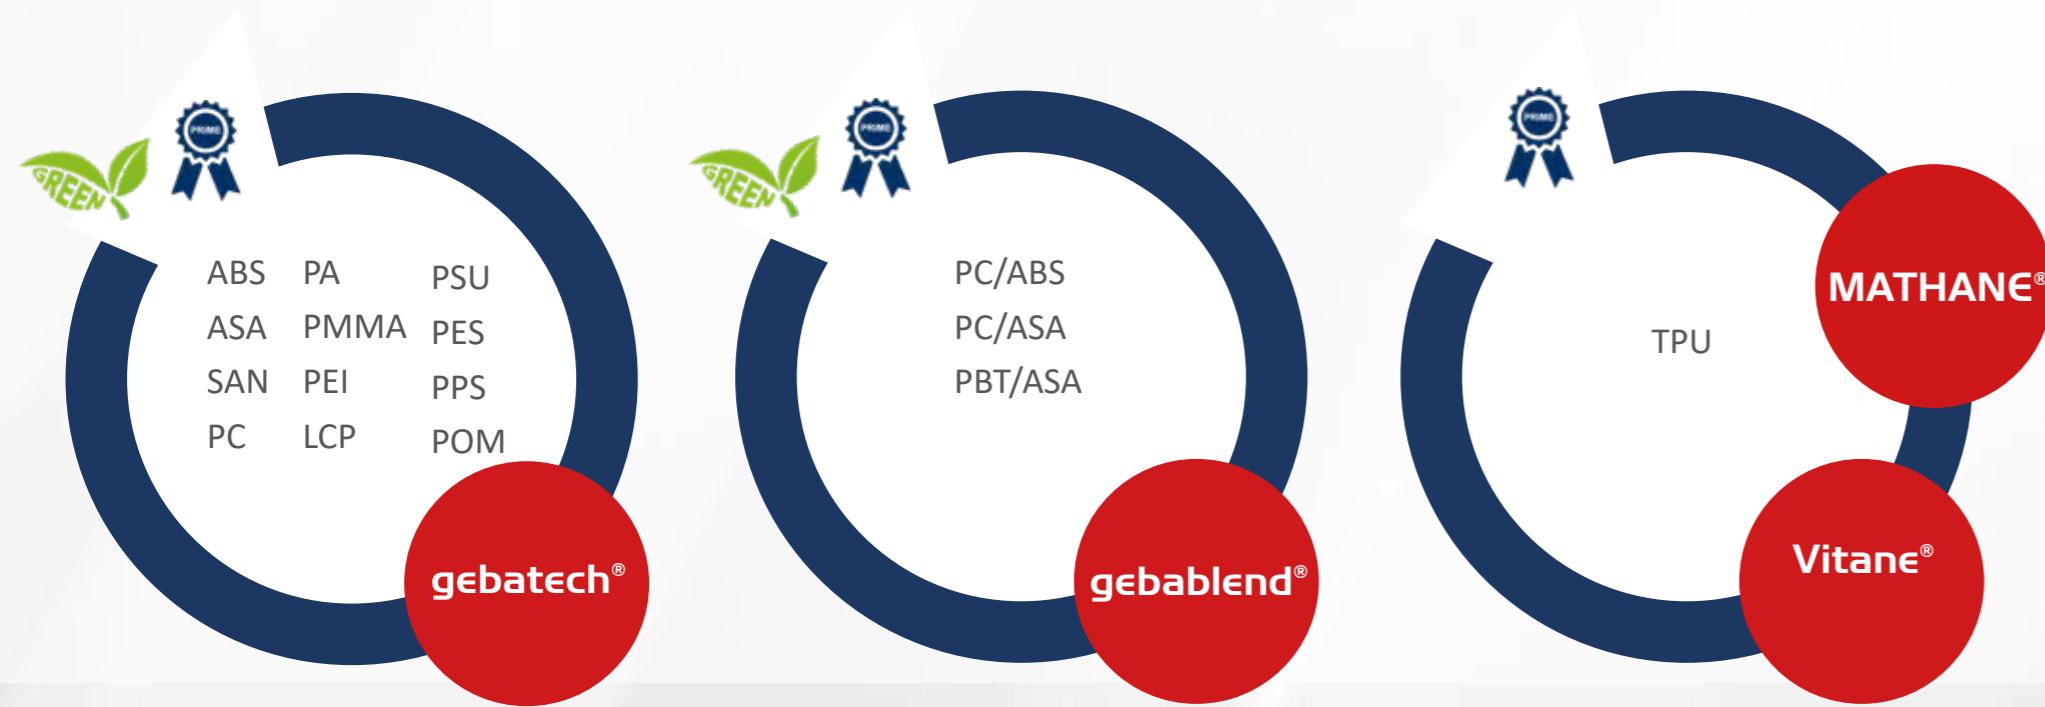 PRIME
GREEN
ABS PA PSU
ASA PMMA PES
SAN PEI PPS
PC LCP POM
gebatech®
PRIME
GREEN
PC/ABS
PC/ASA
PBT/ASA
gebablend®
PRIME
MATHANE®
TPU
Vitane®